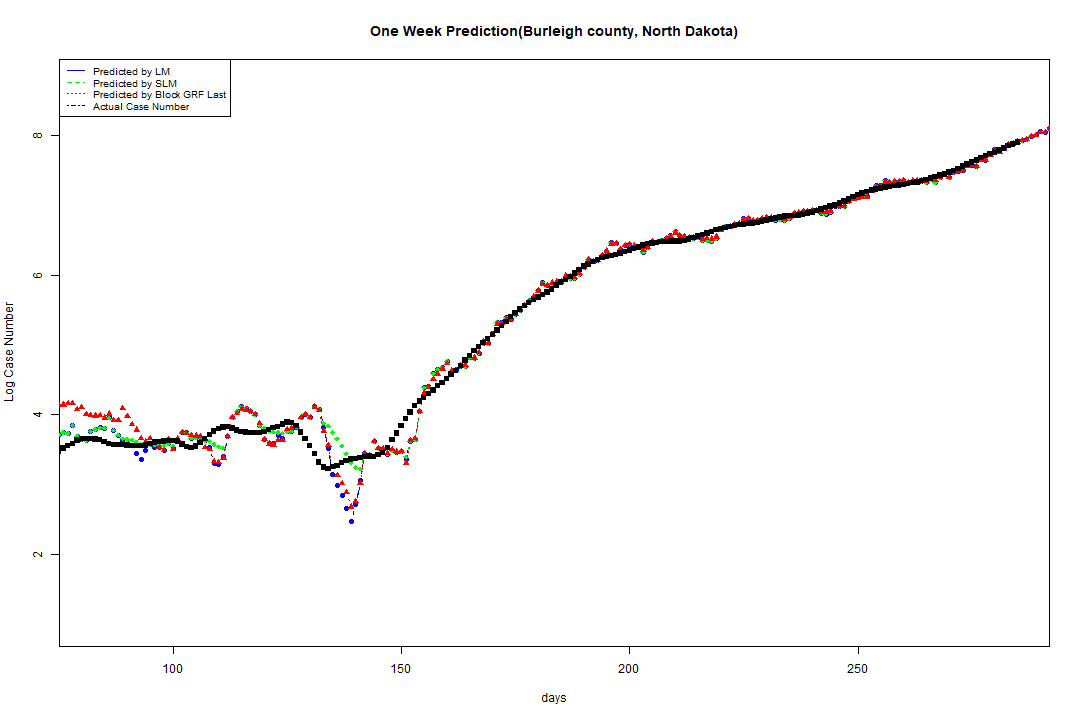 One Week Prediction(Burleigh county, North Dakota)
Predicted by LM
Predicted by SLM
Predicted by Block GRF Last
Actual Case Number
8
6
4
2
Log Case Number
100 150 200 250
days